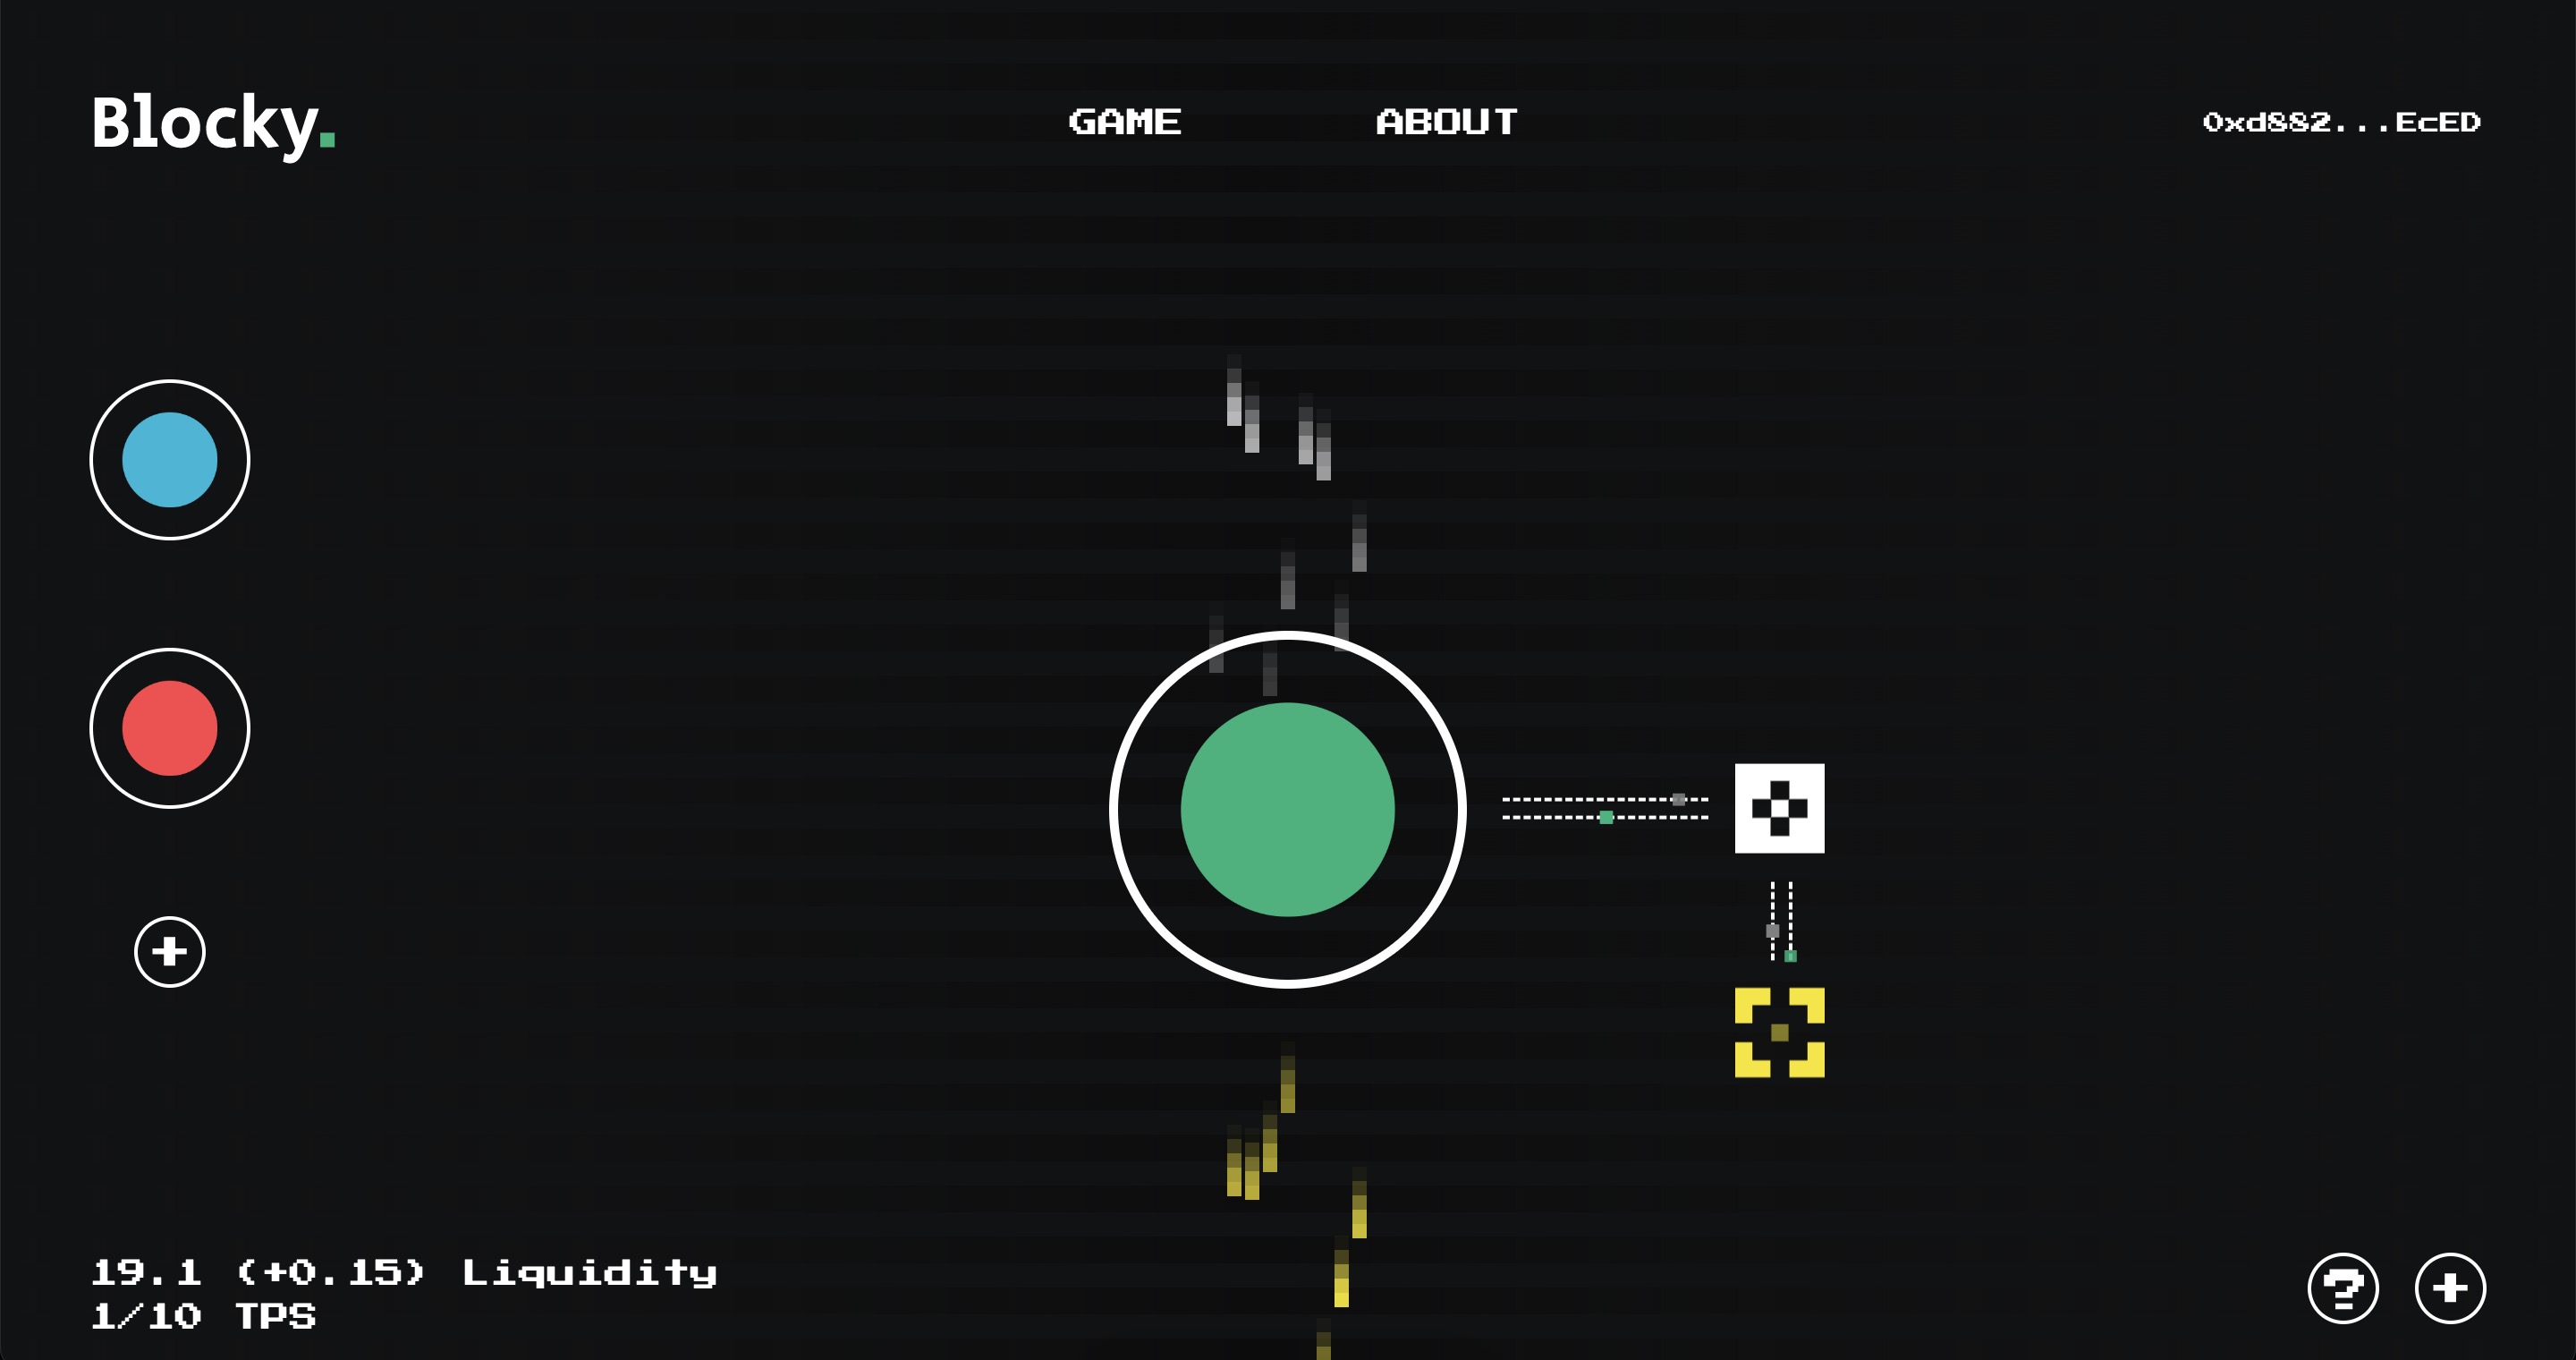 Blocky.
GAME
ABOUT
0xd882...EcED
19.1 (+0.15) Liquidity
1/10 TPS
?